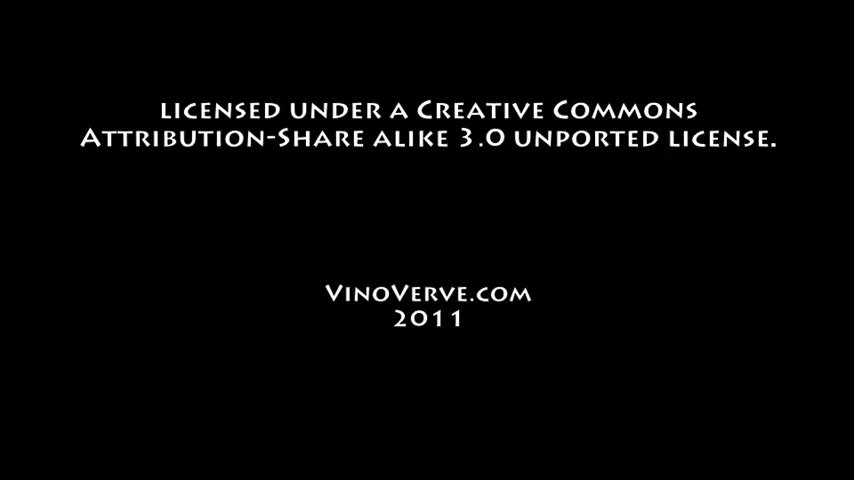 licensed under a Creative Commons
Attribution-Share alike 3.0 unported license.
VinoVerve.com
2011